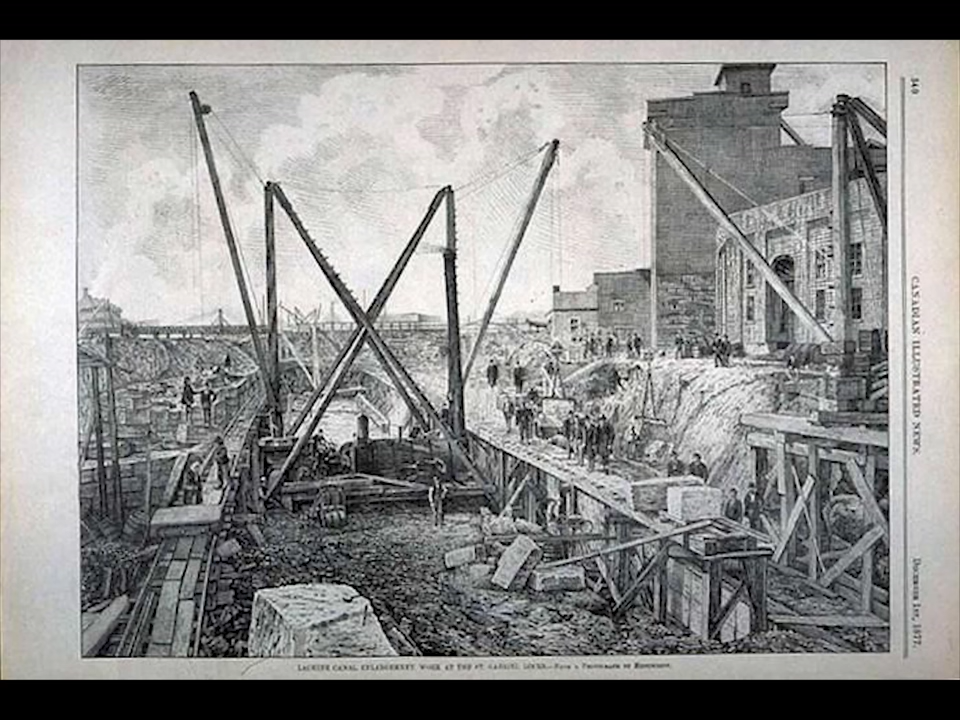 340
CANADIAN ILLUSTRATED NEWS.
DECEMBER 1ST, 1877.
LACHINE CANAL ENLARGEMENT WORK AT THE ST. GABRIEL LOCKS.—FROM A PHOTOGRAPH BY HENDERSON.